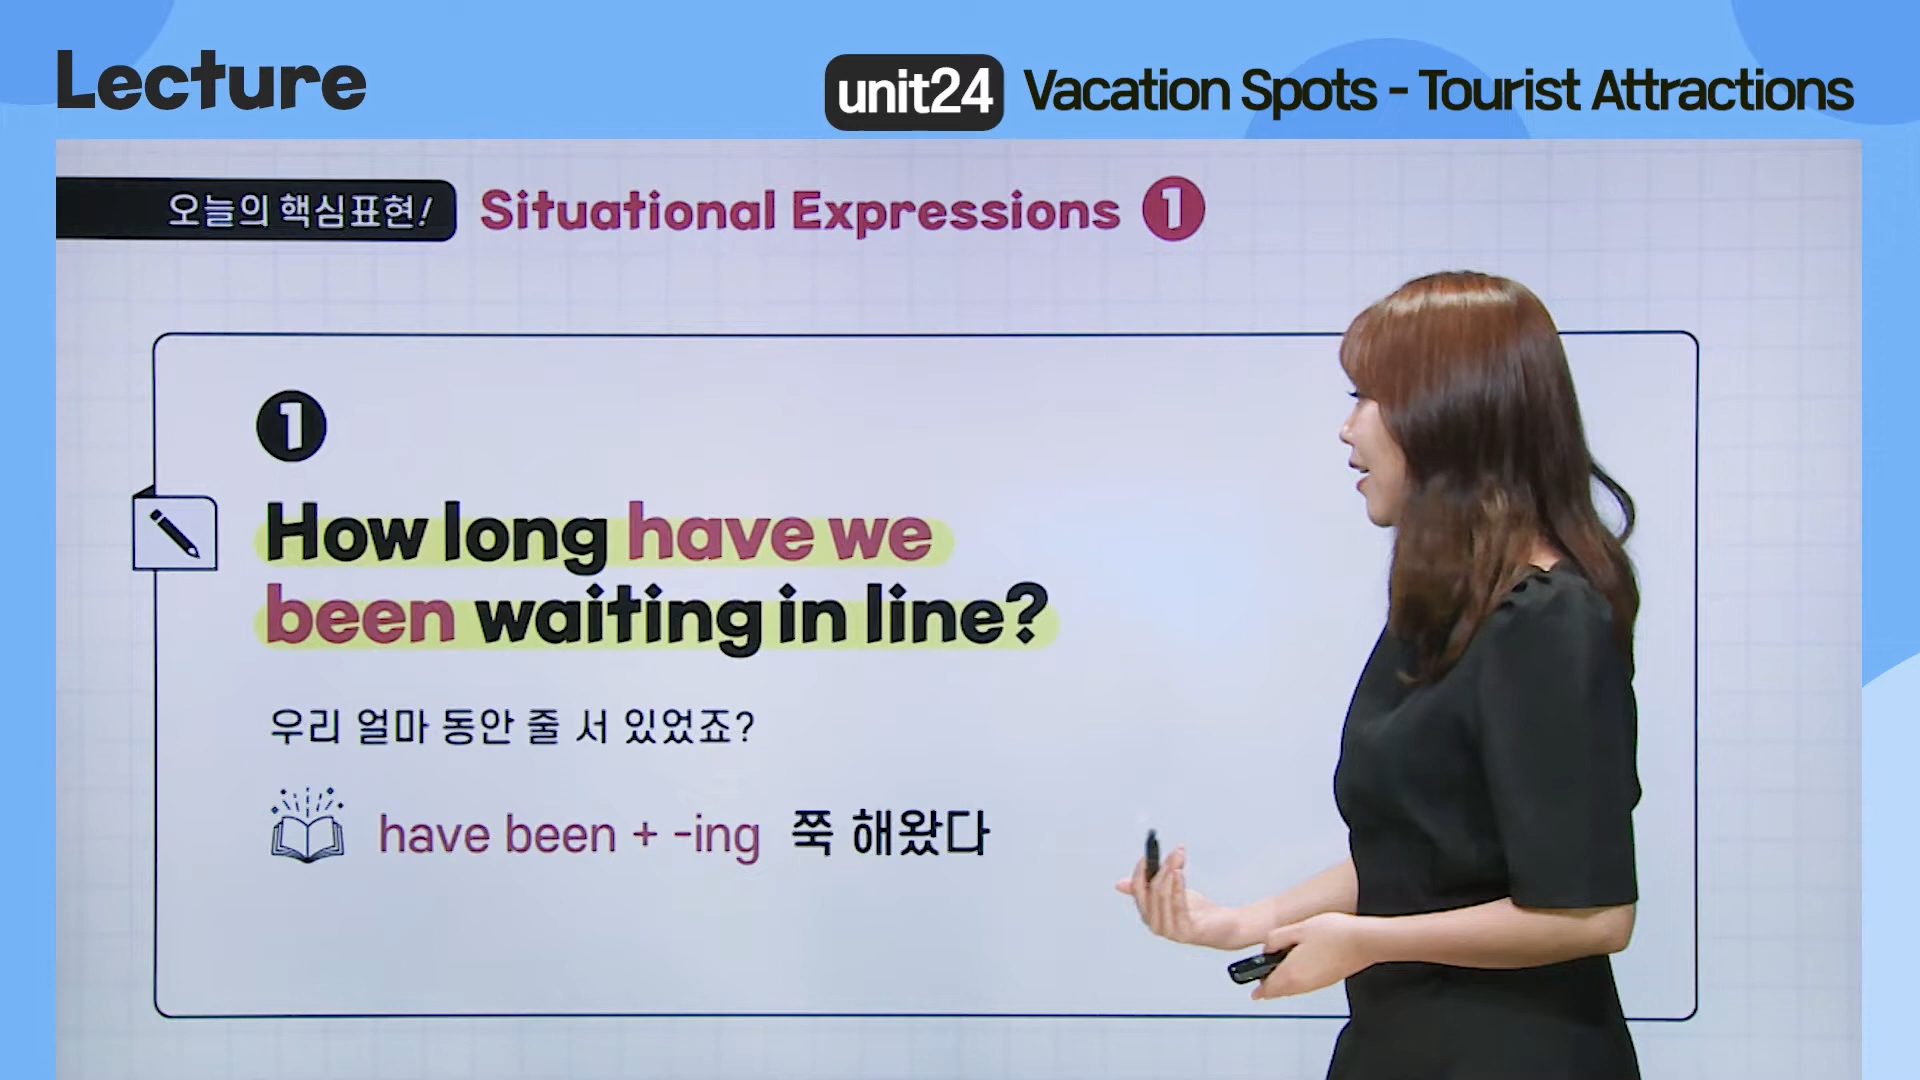 Lecture
unit24 Vacation Spots - Tourist Attractions
오늘의 핵심표현! Situational Expressions 1
1
How long have we
been waiting in line?
우리 얼마 동안 줄 서 있었죠?
have been + -ing 쭉 해왔다